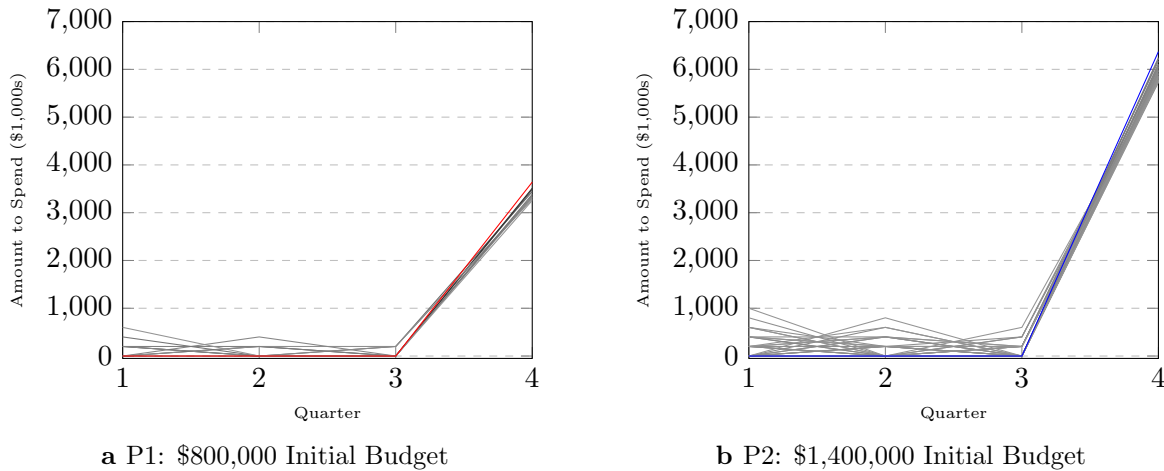 7,000
6,000
5,000
4,000
3,000
2,000
1,000
0
1 2 3 4
Amount to Spend ($1,000s)
Quarter
a P1: $800,000 Initial Budget
7,000
6,000
5,000
4,000
3,000
2,000
1,000
0
1 2 3 4
Amount to Spend ($1,000s)
Quarter
b P2: $1,400,000 Initial Budget